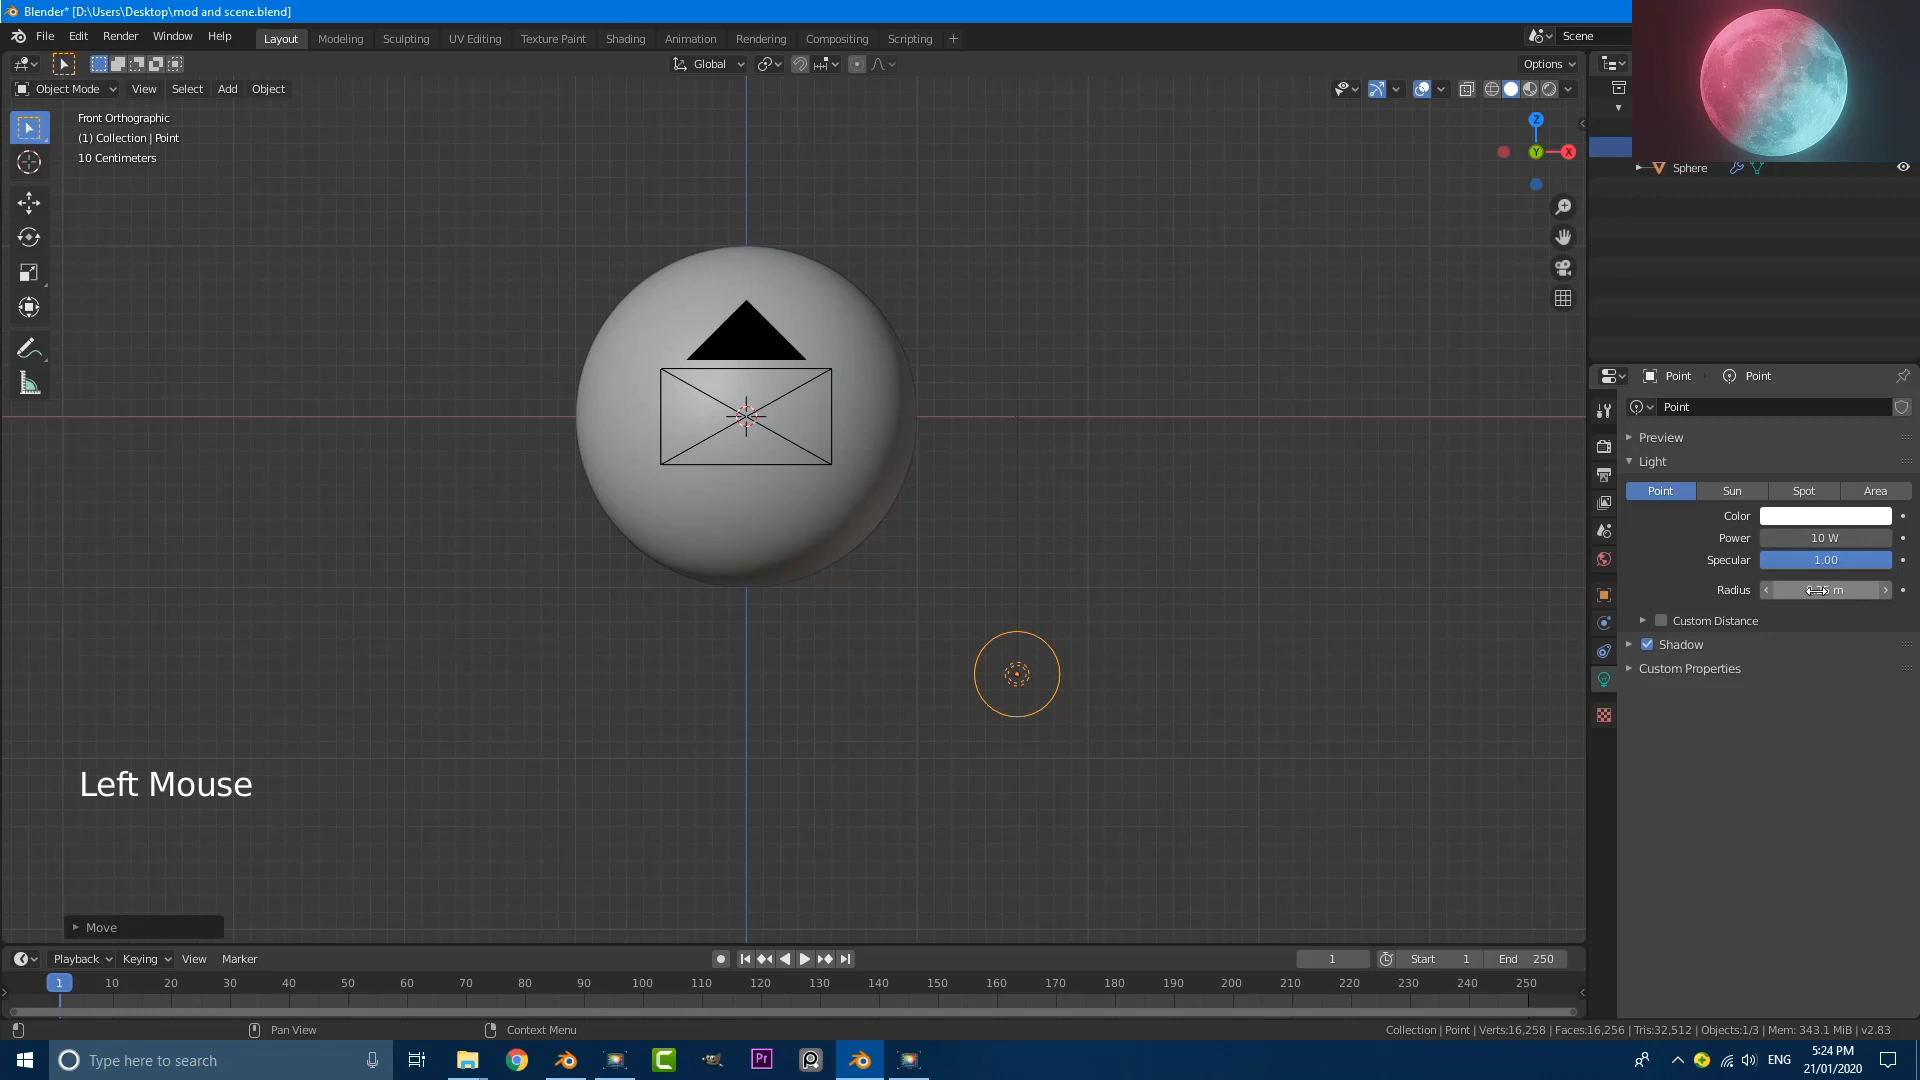 Blender* [D:\Users\Desktop\mod and scene.blend]
File Edit Render Window Help
Layout Modeling Sculpting UV Editing Texture Paint Shading Animation Rendering Compositing Scripting +
Scene
Global
Options
Object Mode View Select Add Object
Front Orthographic
(1) Collection | Point
10 Centimeters
Z
Y
X
Sphere
Point Point
Point
Preview
Light
Point Sun Spot Area
Color
Power 10 W
Specular 1.00
Radius m
Custom Distance
Shadow
Custom Properties
Left Mouse
Move
Playback Keying View Marker
1 Start 1 End 250
1 10 20 30 40 50 60 70 80 90 100 110 120 130 140 150 160 170 180 190 200 210 220 230 240 250
Pan View
Context Menu
Collection | Point | Verts:16,258 | Faces:16,256 | Tris:32,512 | Objects:1/3 | Mem: 343.1 MiB | v2.83
Type here to search
Pr
ENG
5:24 PM
21/01/2020